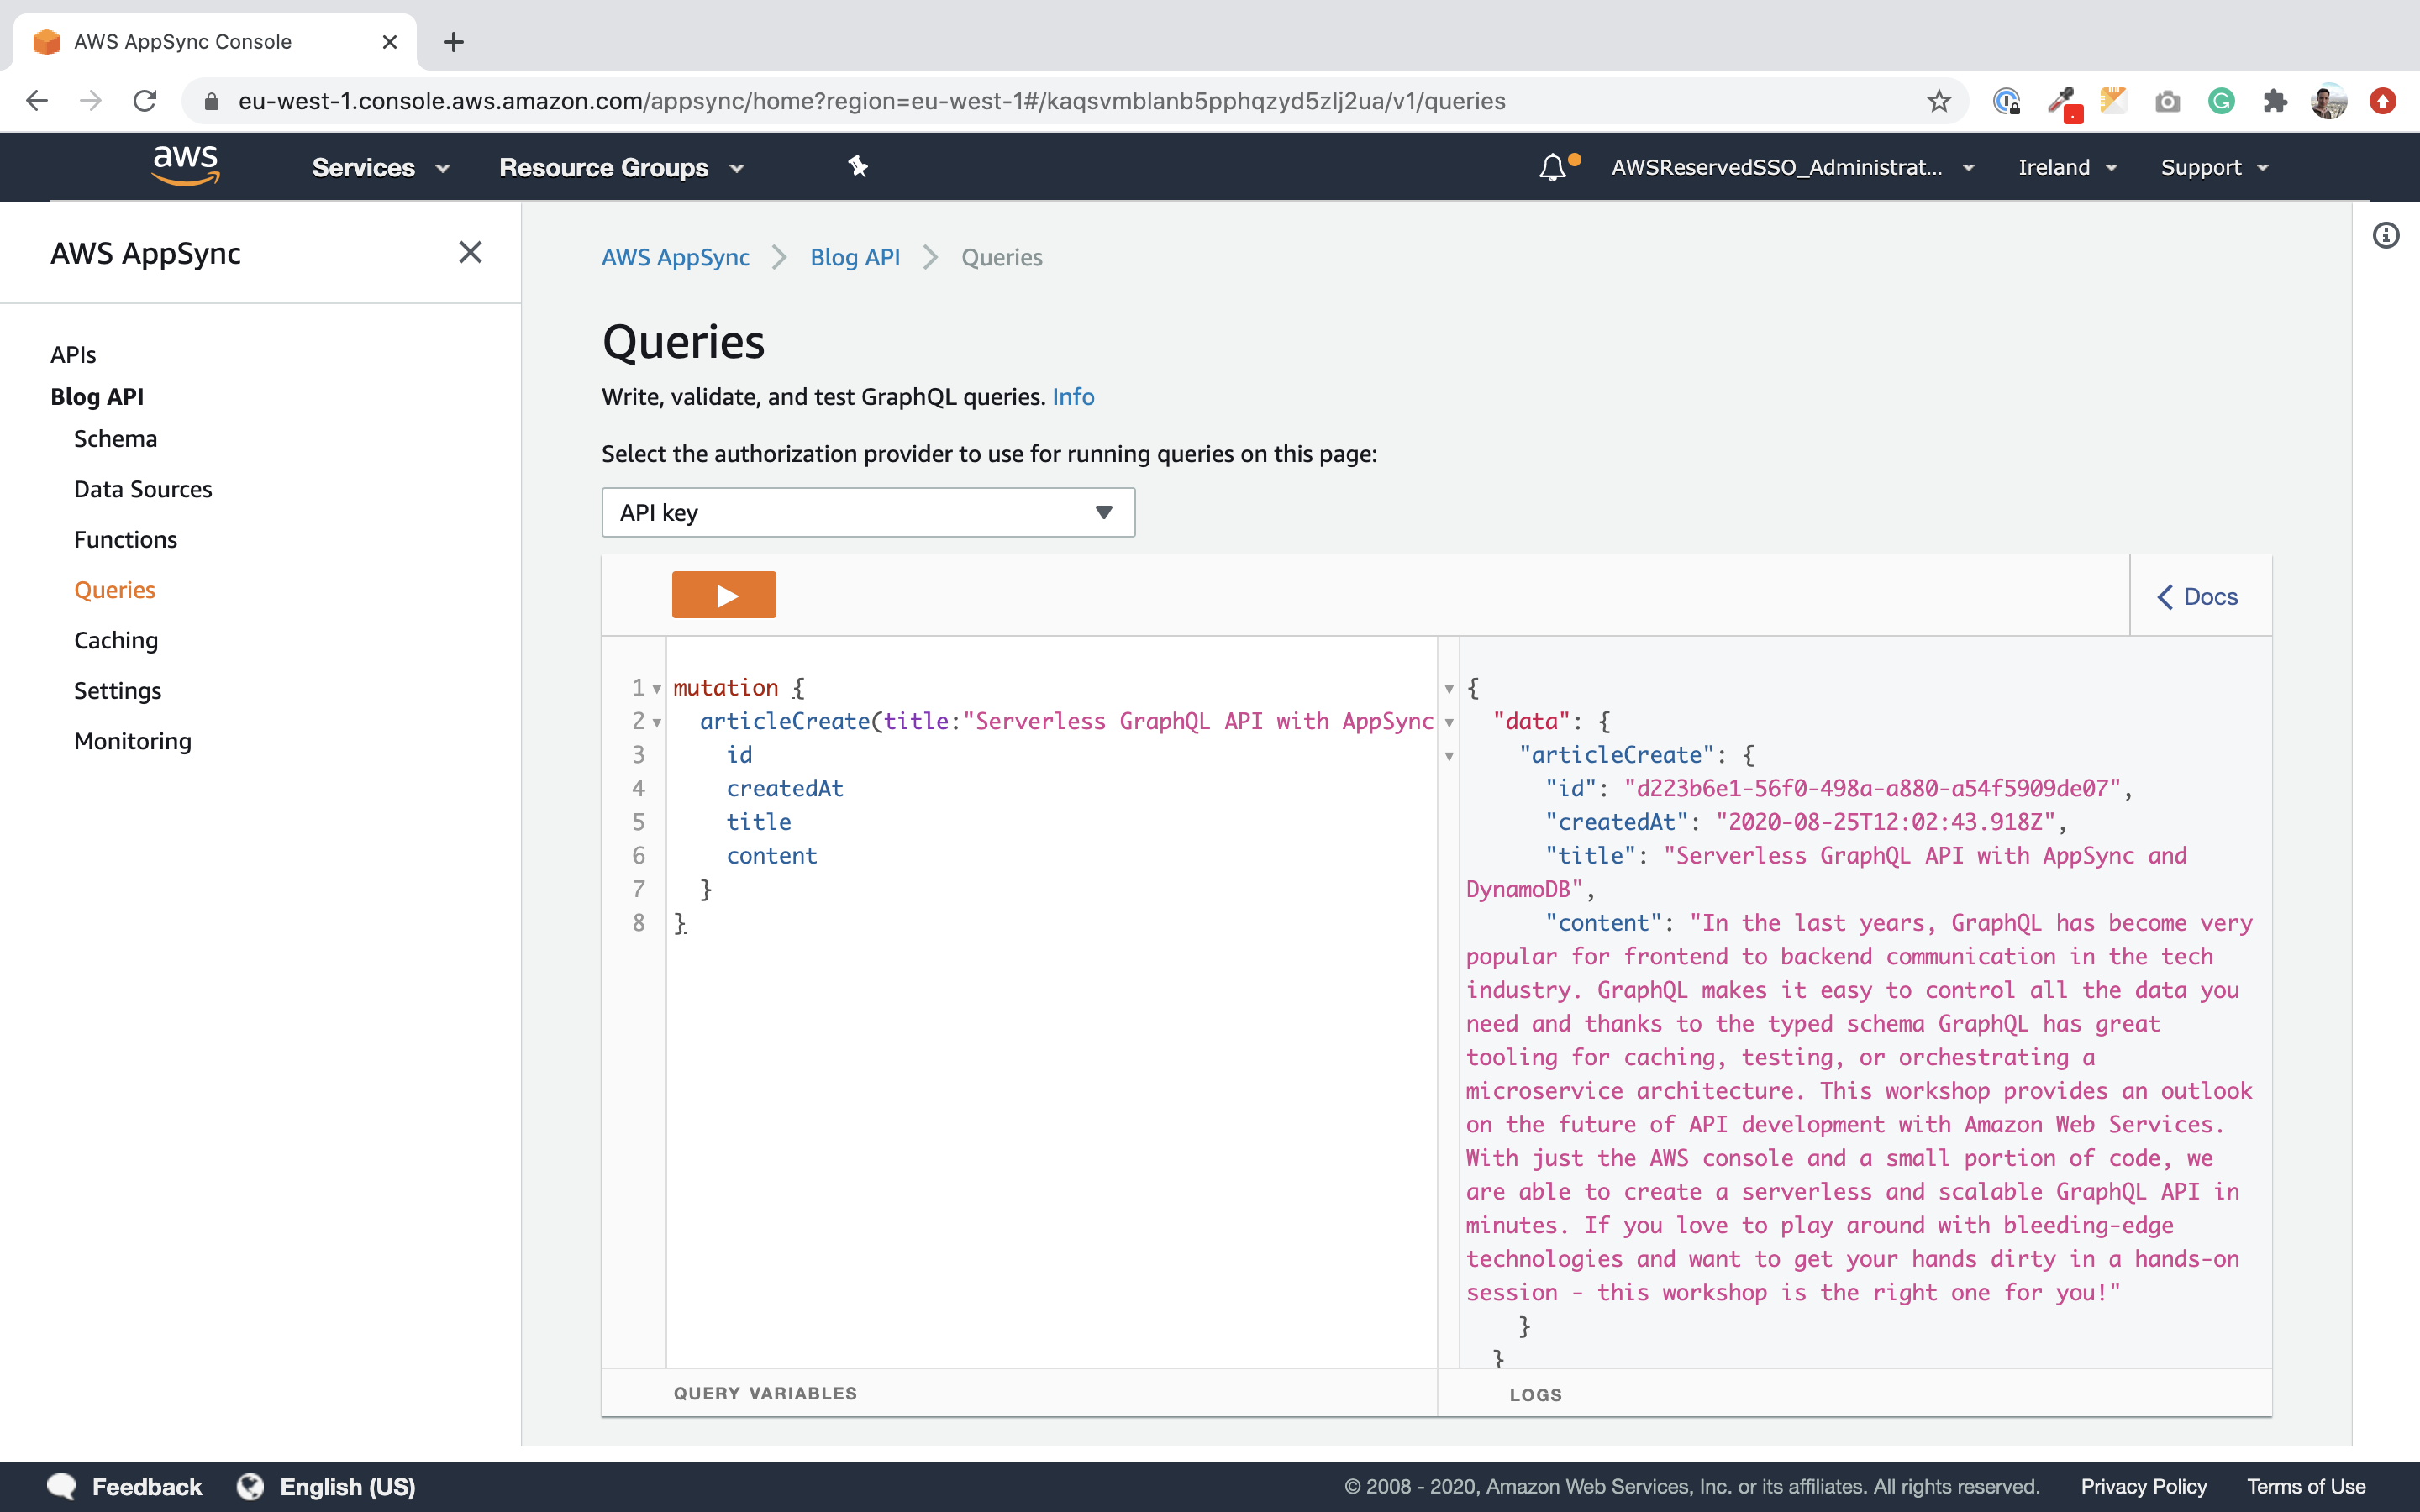 AWS AppSync Console
eu-west-1.console.aws.amazon.com/appsync/home?region=eu-west-1#/kaqsvmblanb5pphqzyd5zlj2ua/v1/queries
aws
Services
Resource Groups
AWSReservedSSO_Administrat...
Ireland
Support
AWS AppSync
APIs
Blog API
Schema
Data Sources
Functions
Queries
Caching
Settings
Monitoring
AWS AppSync > Blog API > Queries
Queries
Write, validate, and test GraphQL queries. Info
Select the authorization provider to use for running queries on this page:
API key
Docs
1 mutation {
2 articleCreate(title:"Serverless GraphQL API with AppSync
3 id
4 createdAt
5 title
6 content
7 }
8 }
{
"data": {
"articleCreate": {
"id": "d223b6e1-56f0-498a-a880-a54f5909de07",
"createdAt": "2020-08-25T12:02:43.918Z",
"title": "Serverless GraphQL API with AppSync and
DynamoDB",
"content": "In the last years, GraphQL has become very
popular for frontend to backend communication in the tech
industry. GraphQL makes it easy to control all the data you
need and thanks to the typed schema GraphQL has great
tooling for caching, testing, or orchestrating a
microservice architecture. This workshop provides an outlook
on the future of API development with Amazon Web Services.
With just the AWS console and a small portion of code, we
are able to create a serverless and scalable GraphQL API in
minutes. If you love to play around with bleeding-edge
technologies and want to get your hands dirty in a hands-on
session - this workshop is the right one for you!"
}
}
QUERY VARIABLES
LOGS
Feedback
English (US)
© 2008 - 2020, Amazon Web Services, Inc. or its affiliates. All rights reserved.
Privacy Policy
Terms of Use